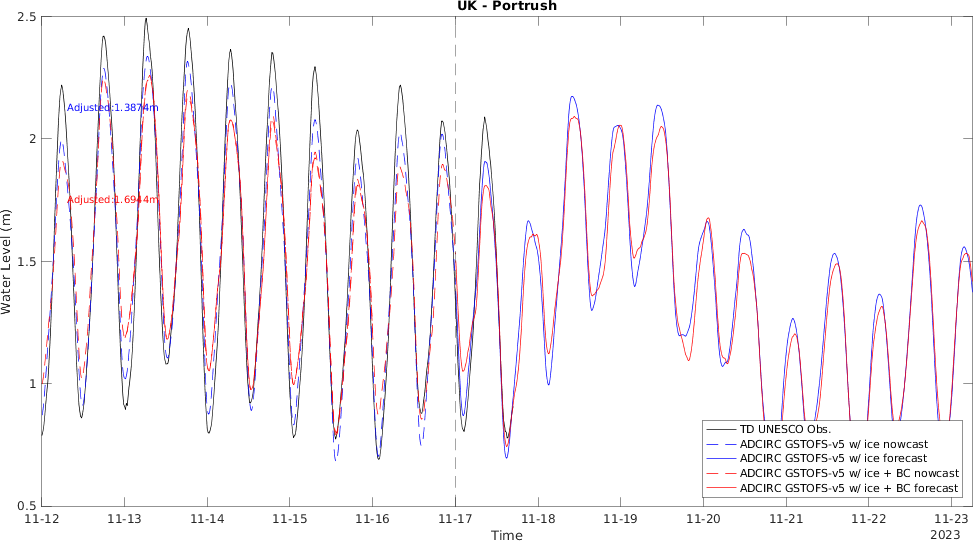 UK - Portrush
2.5
2
1.5
1
0.5
Water Level (m)
Adjusted:1.3874m
Adjusted:1.6944m
TD UNESCO Obs.
ADCIRC GSTOFS-v5 w/ ice nowcast
ADCIRC GSTOFS-v5 w/ ice forecast
ADCIRC GSTOFS-v5 w/ ice + BC nowcast
ADCIRC GSTOFS-v5 w/ ice + BC forecast
11-12 11-13 11-14 11-15 11-16 11-17 11-18 11-19 11-20 11-21 11-22 11-23
2023
Time